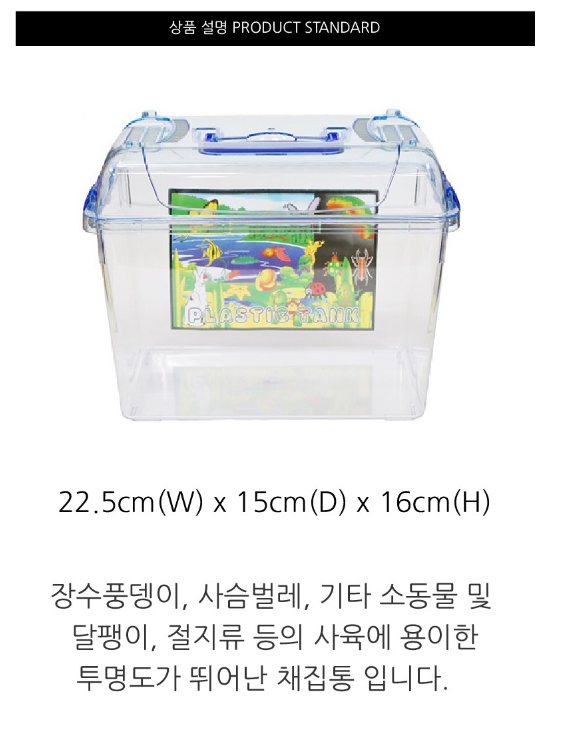 상품 설명 PRODUCT STANDARD
PLASTIC TANK
22.5cm(W) x 15cm(D) x 16cm(H)
장수풍뎅이, 사슴벌레, 기타 소동물 및
달팽이, 절지류 등의 사육에 용이한
투명도가 뛰어난 채집통 입니다.